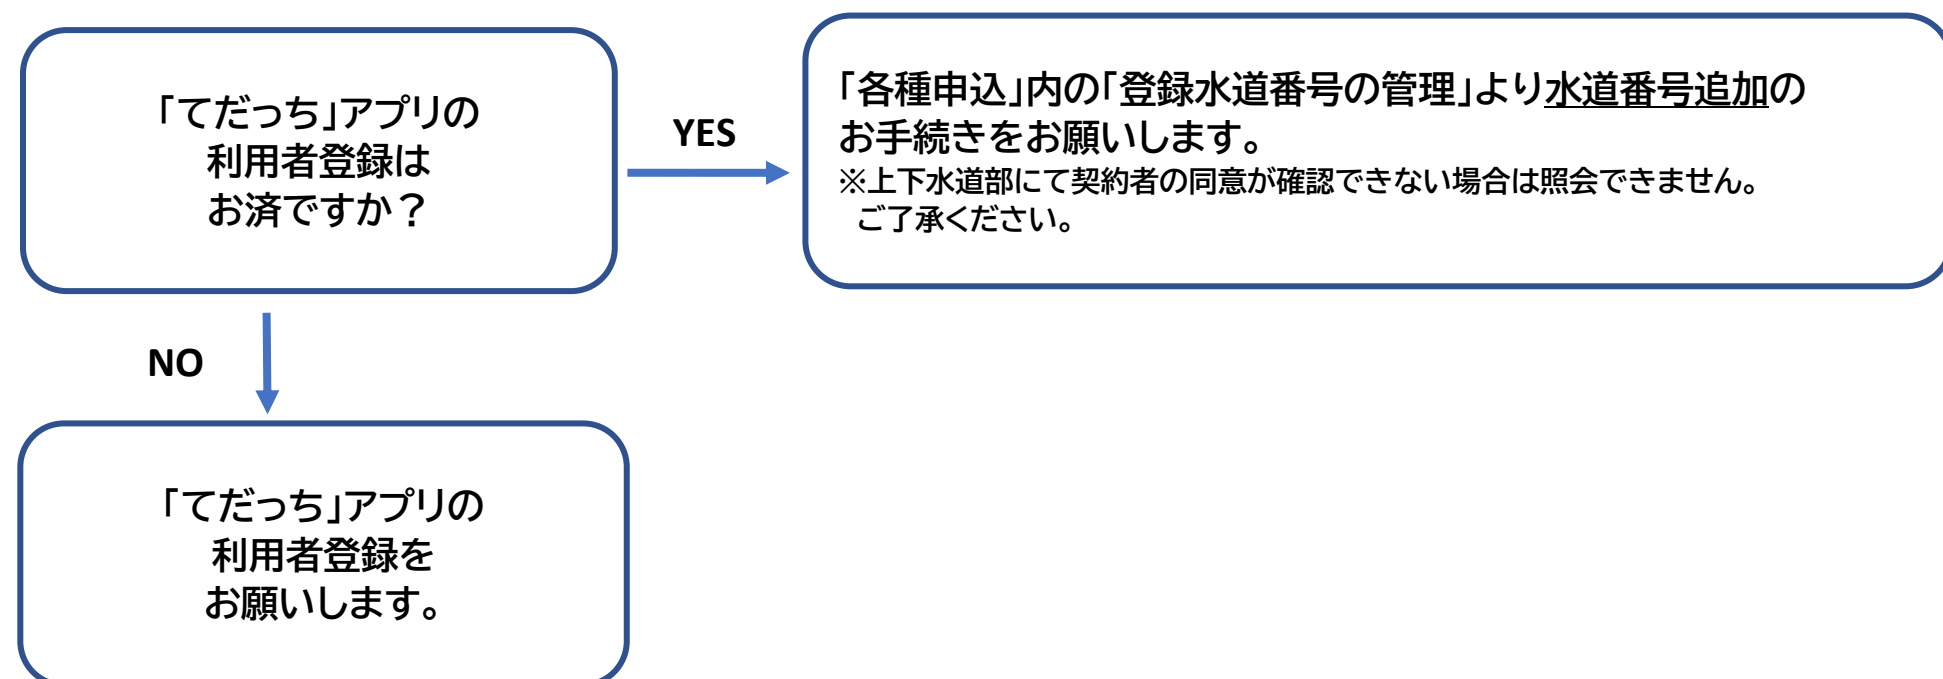 「てだっち」アプリの
利用者登録は
お済ですか？
YES
「各種申込」内の「登録水道番号の管理」より水道番号追加の
お手続きをお願いします。
※上下水道部にて契約者の同意が確認できない場合は照会できません。
ご了承ください。
NO
「てだっち」アプリの
利用者登録を
お願いします。